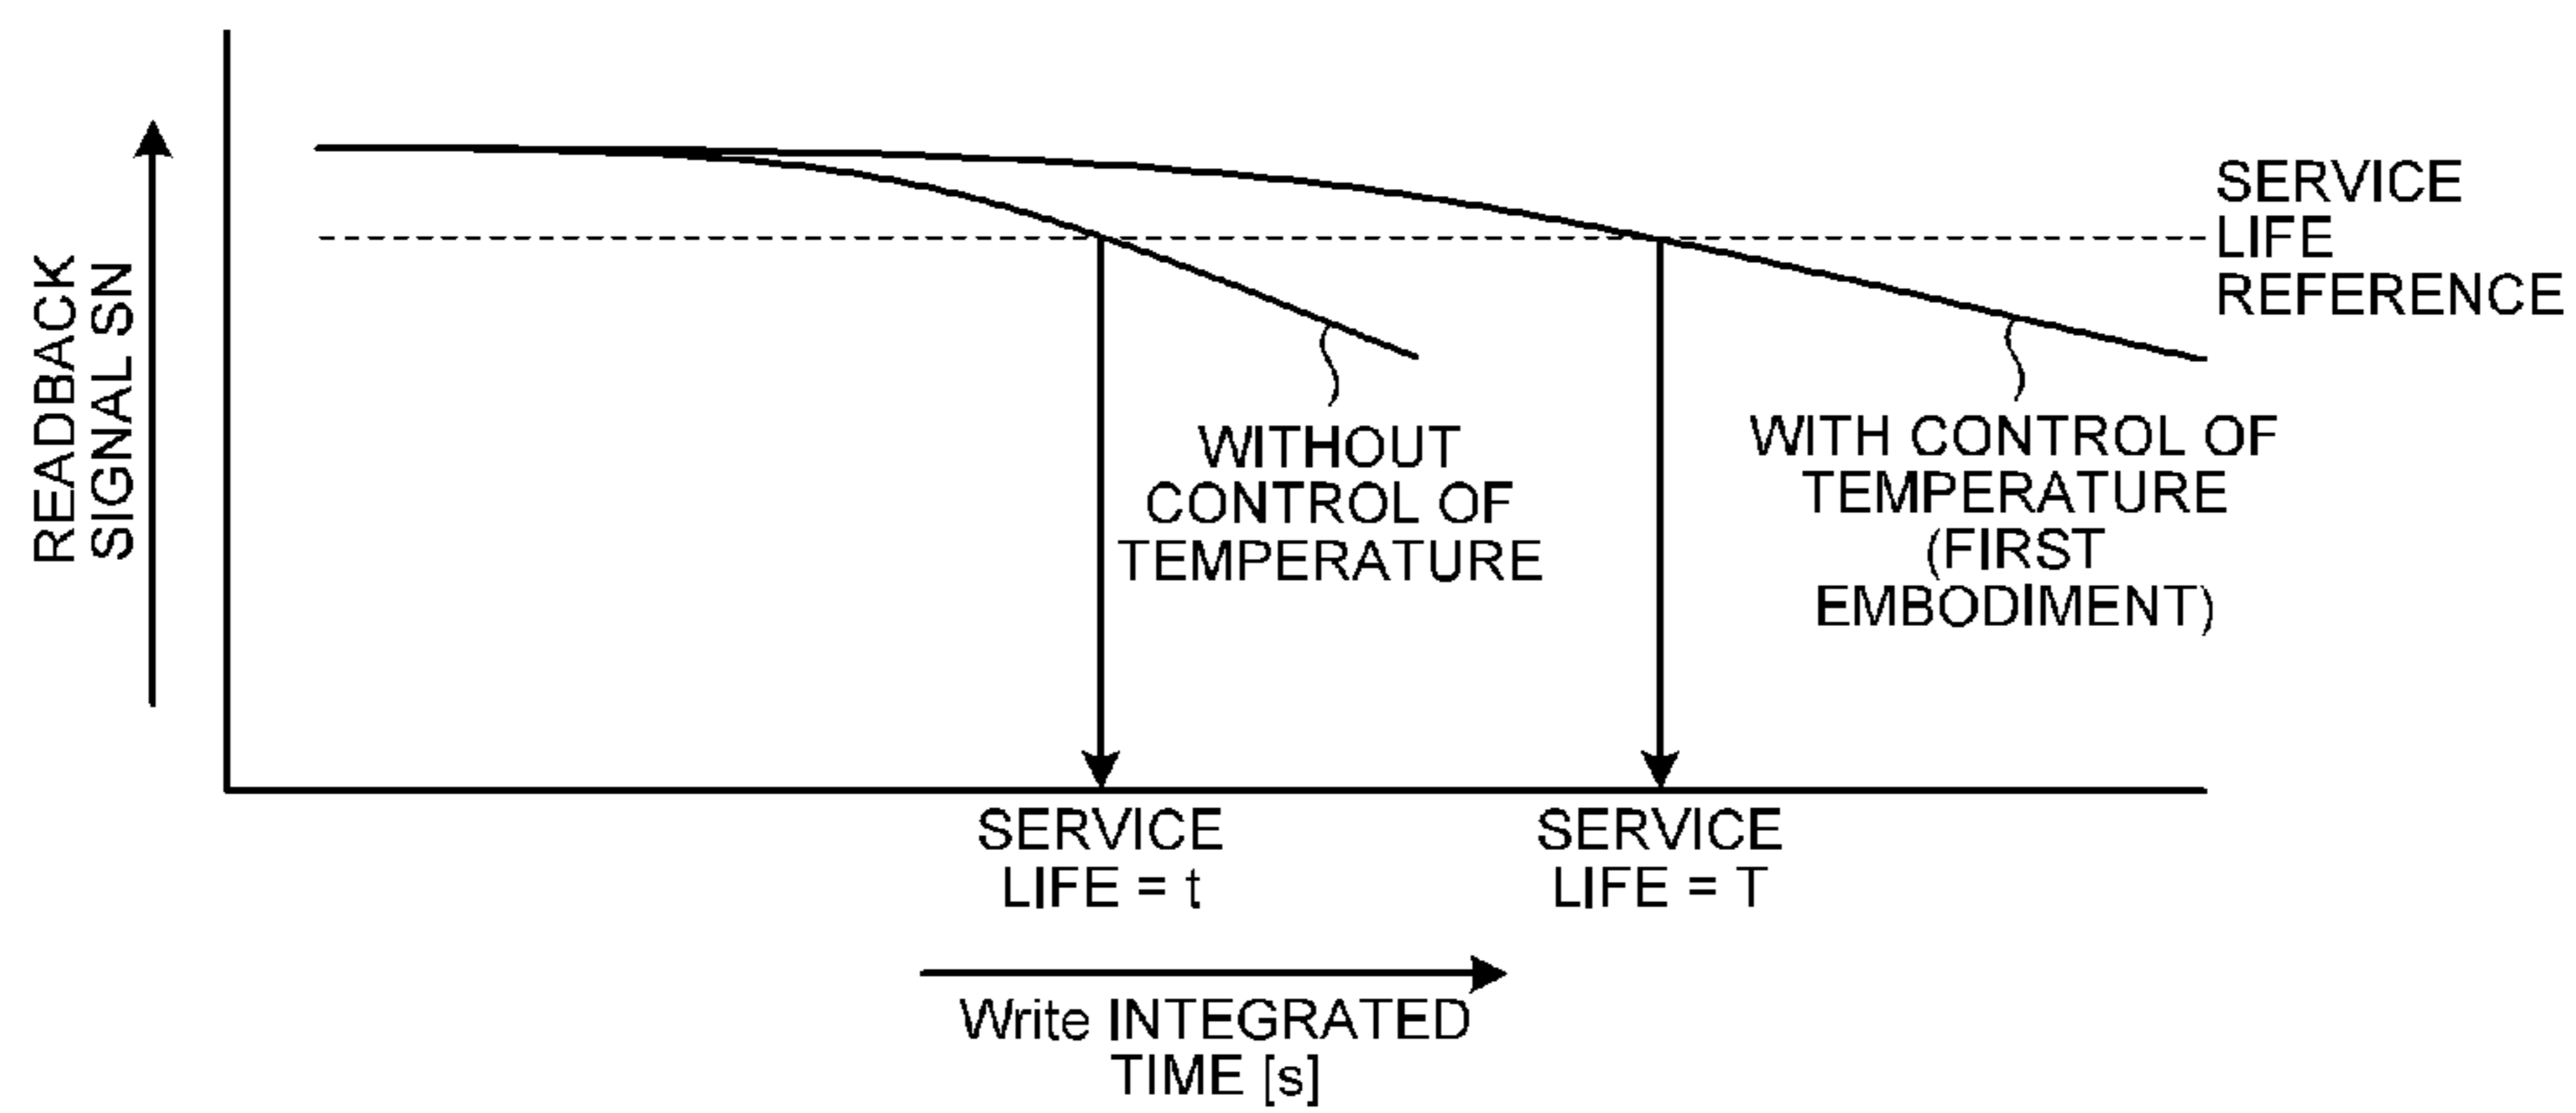 READBACK
SIGNAL SN
SERVICE
LIFE
REFERENCE
WITHOUT
CONTROL OF
TEMPERATURE
WITH CONTROL OF
TEMPERATURE
(FIRST
EMBODIMENT)
SERVICE
LIFE = t
SERVICE
LIFE = T
Write INTEGRATED
TIME [s]